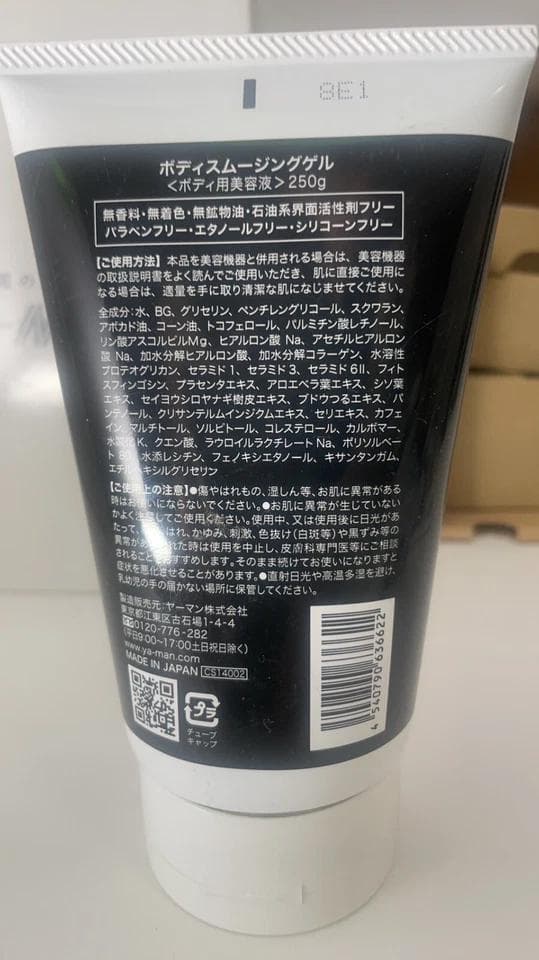 8E1
ボディスムージングゲル
＜ボディ用美容液＞250g
無香料・無着色・無鉱物油・石油系界面活性剤フリー
パラベンフリー・エタノールフリー・シリコーンフリー
【ご使用方法】本品を美容機器と併用される場合は、美容機器
の取扱説明書をよく読んでご使用いただき、肌に直接ご使用に
なる場合は、適量を手に取り清潔な肌になじませてください。
全成分：水、BG、グリセリン、ペンチレングリコール、スクワラン、
アボカド油、コーン油、トコフェロール、パルミチン酸レチノール、
リン酸アスコルビルMg、ヒアルロン酸 Na、アセチルヒアルロン
酸 Na、加水分解ヒアルロン酸、加水分解コラーゲン、水溶性
プロテオグリカン、セラミド 1、セラミド 3、セラミド 6Ⅱ、フィト
スフィンゴシン、プラセンタエキス、アロエベラ葉エキス、シソ葉
エキス、セイヨウシロヤナギ樹皮エキス、ブドウつるエキス、パ
ンテノール、クリサンテルムインジクムエキス、セリエキス、カフェ
イン、マルチトール、ソルビトール、コレステロール、カルボマー、
水酸化K、クエン酸、ラウロイルラクチレートNa、ポリソルベー
ト80、水添レシチン、フェノキシエタノール、キサンタンガム、
エチルヘキシルグリセリン
【ご使用上の注意】●傷やはれもの、湿しん等、お肌に異常がある
時はお使いにならないでください。●お肌に異常が生じていない
かよく注意してご使用ください。使用中、又は使用後に日光があ
たって、はれ、かゆみ、刺激、色抜け(白斑等)や黒ずみ等の
異常があらわれた時は使用を中止し、皮膚科専門医等にご相談
されることをおすすめします。そのまま続けてお使いになりますと
症状を悪化させることがあります。●直射日光や高温多湿を避け、
乳幼児の手の届かない場所に保管してください。
製造販売元：ヤーマン株式会社
東京都江東区古石場1-4-4
0120-776-282
(平日9:00～17:00土日祝日除く)
www.ya-man.com
MADE IN JAPAN CS14002
プラ
チューブ
キャップ
4 540790 636622